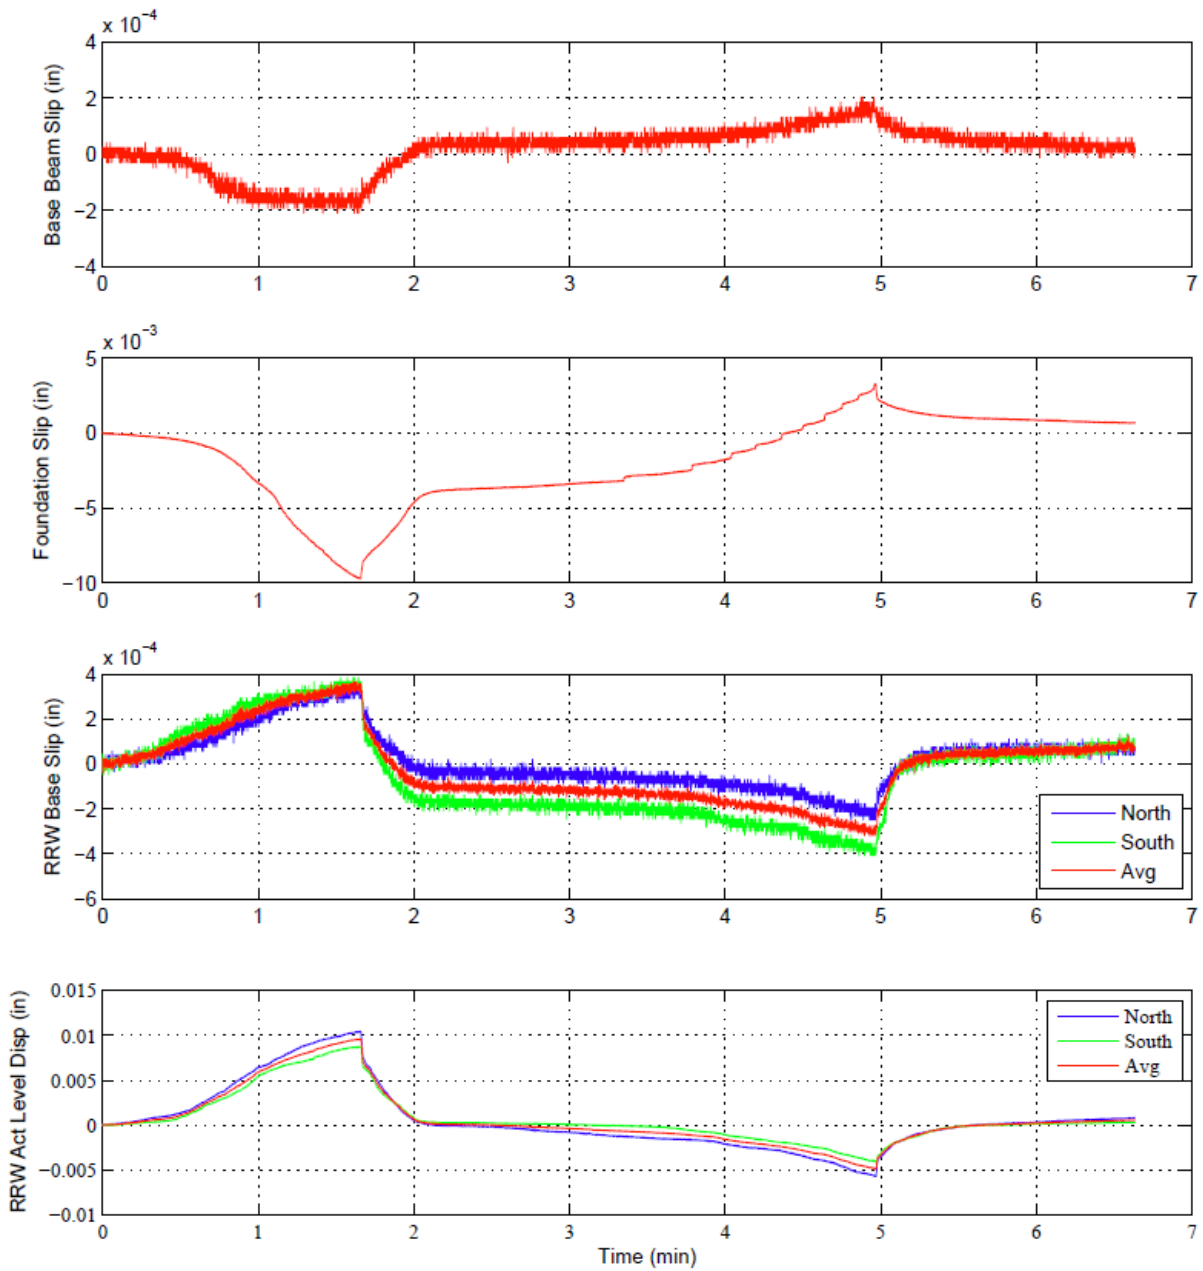 x 10⁻⁴
4
2
0
−2
−4
Base Beam Slip (in)
0 1 2 3 4 5 6 7
x 10⁻³
5
0
−5
−10
Foundation Slip (in)
0 1 2 3 4 5 6 7
x 10⁻⁴
4
2
0
−2
−4
−6
RRW Base Slip (in)
North
South
Avg
0 1 2 3 4 5 6 7
0.015
0.01
0.005
0
−0.005
−0.01
RRW Act Level Disp (in)
North
South
Avg
0 1 2 3 4 5 6 7
Time (min)